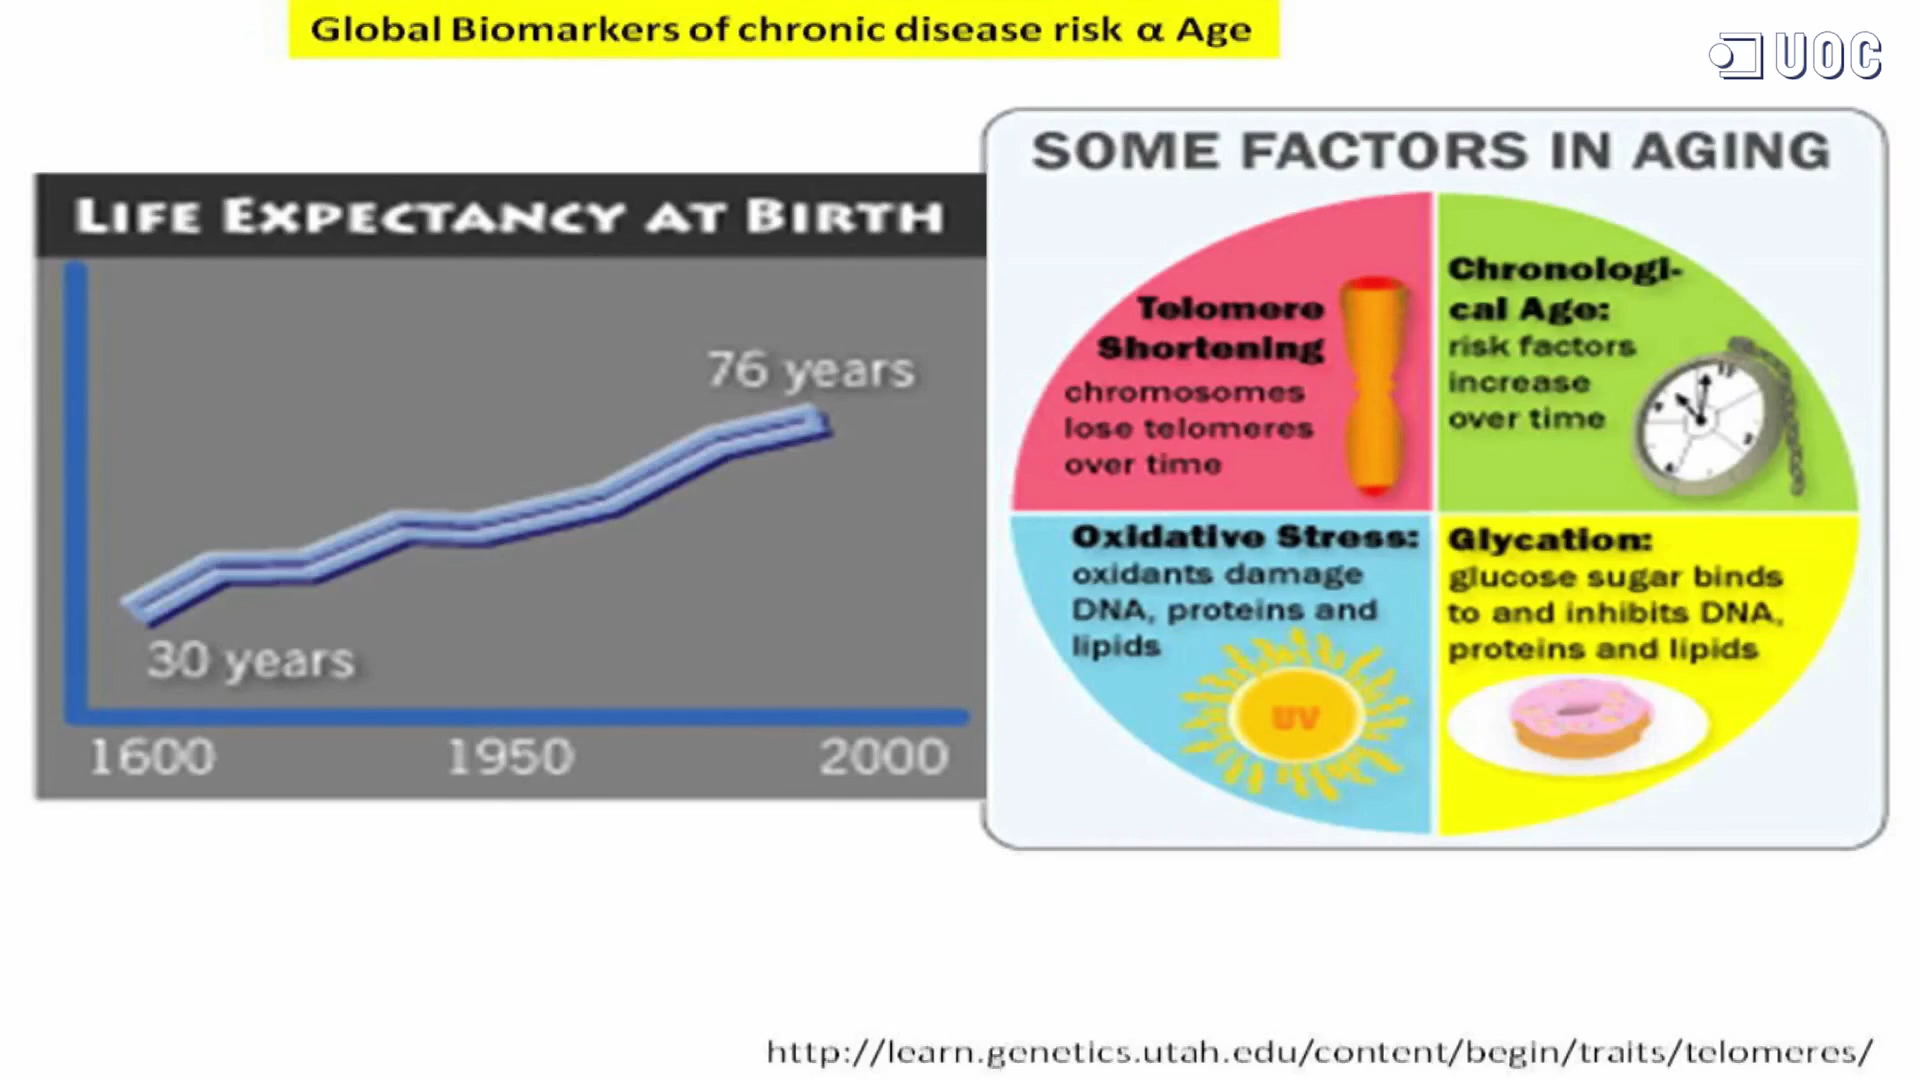 Global Biomarkers of chronic disease risk α Age
UOC
LIFE EXPECTANCY AT BIRTH
76 years
30 years
1600 1950 2000
SOME FACTORS IN AGING
Telomere
Shortening
chromosomes
lose telomeres
over time
Chronologi-
cal Age:
risk factors
increase
over time
Oxidative Stress:
oxidants damage
DNA, proteins and
lipids
UV
Glycation:
glucose sugar binds
to and inhibits DNA,
proteins and lipids
http://learn.genetics.utah.edu/content/begin/traits/telomeres/